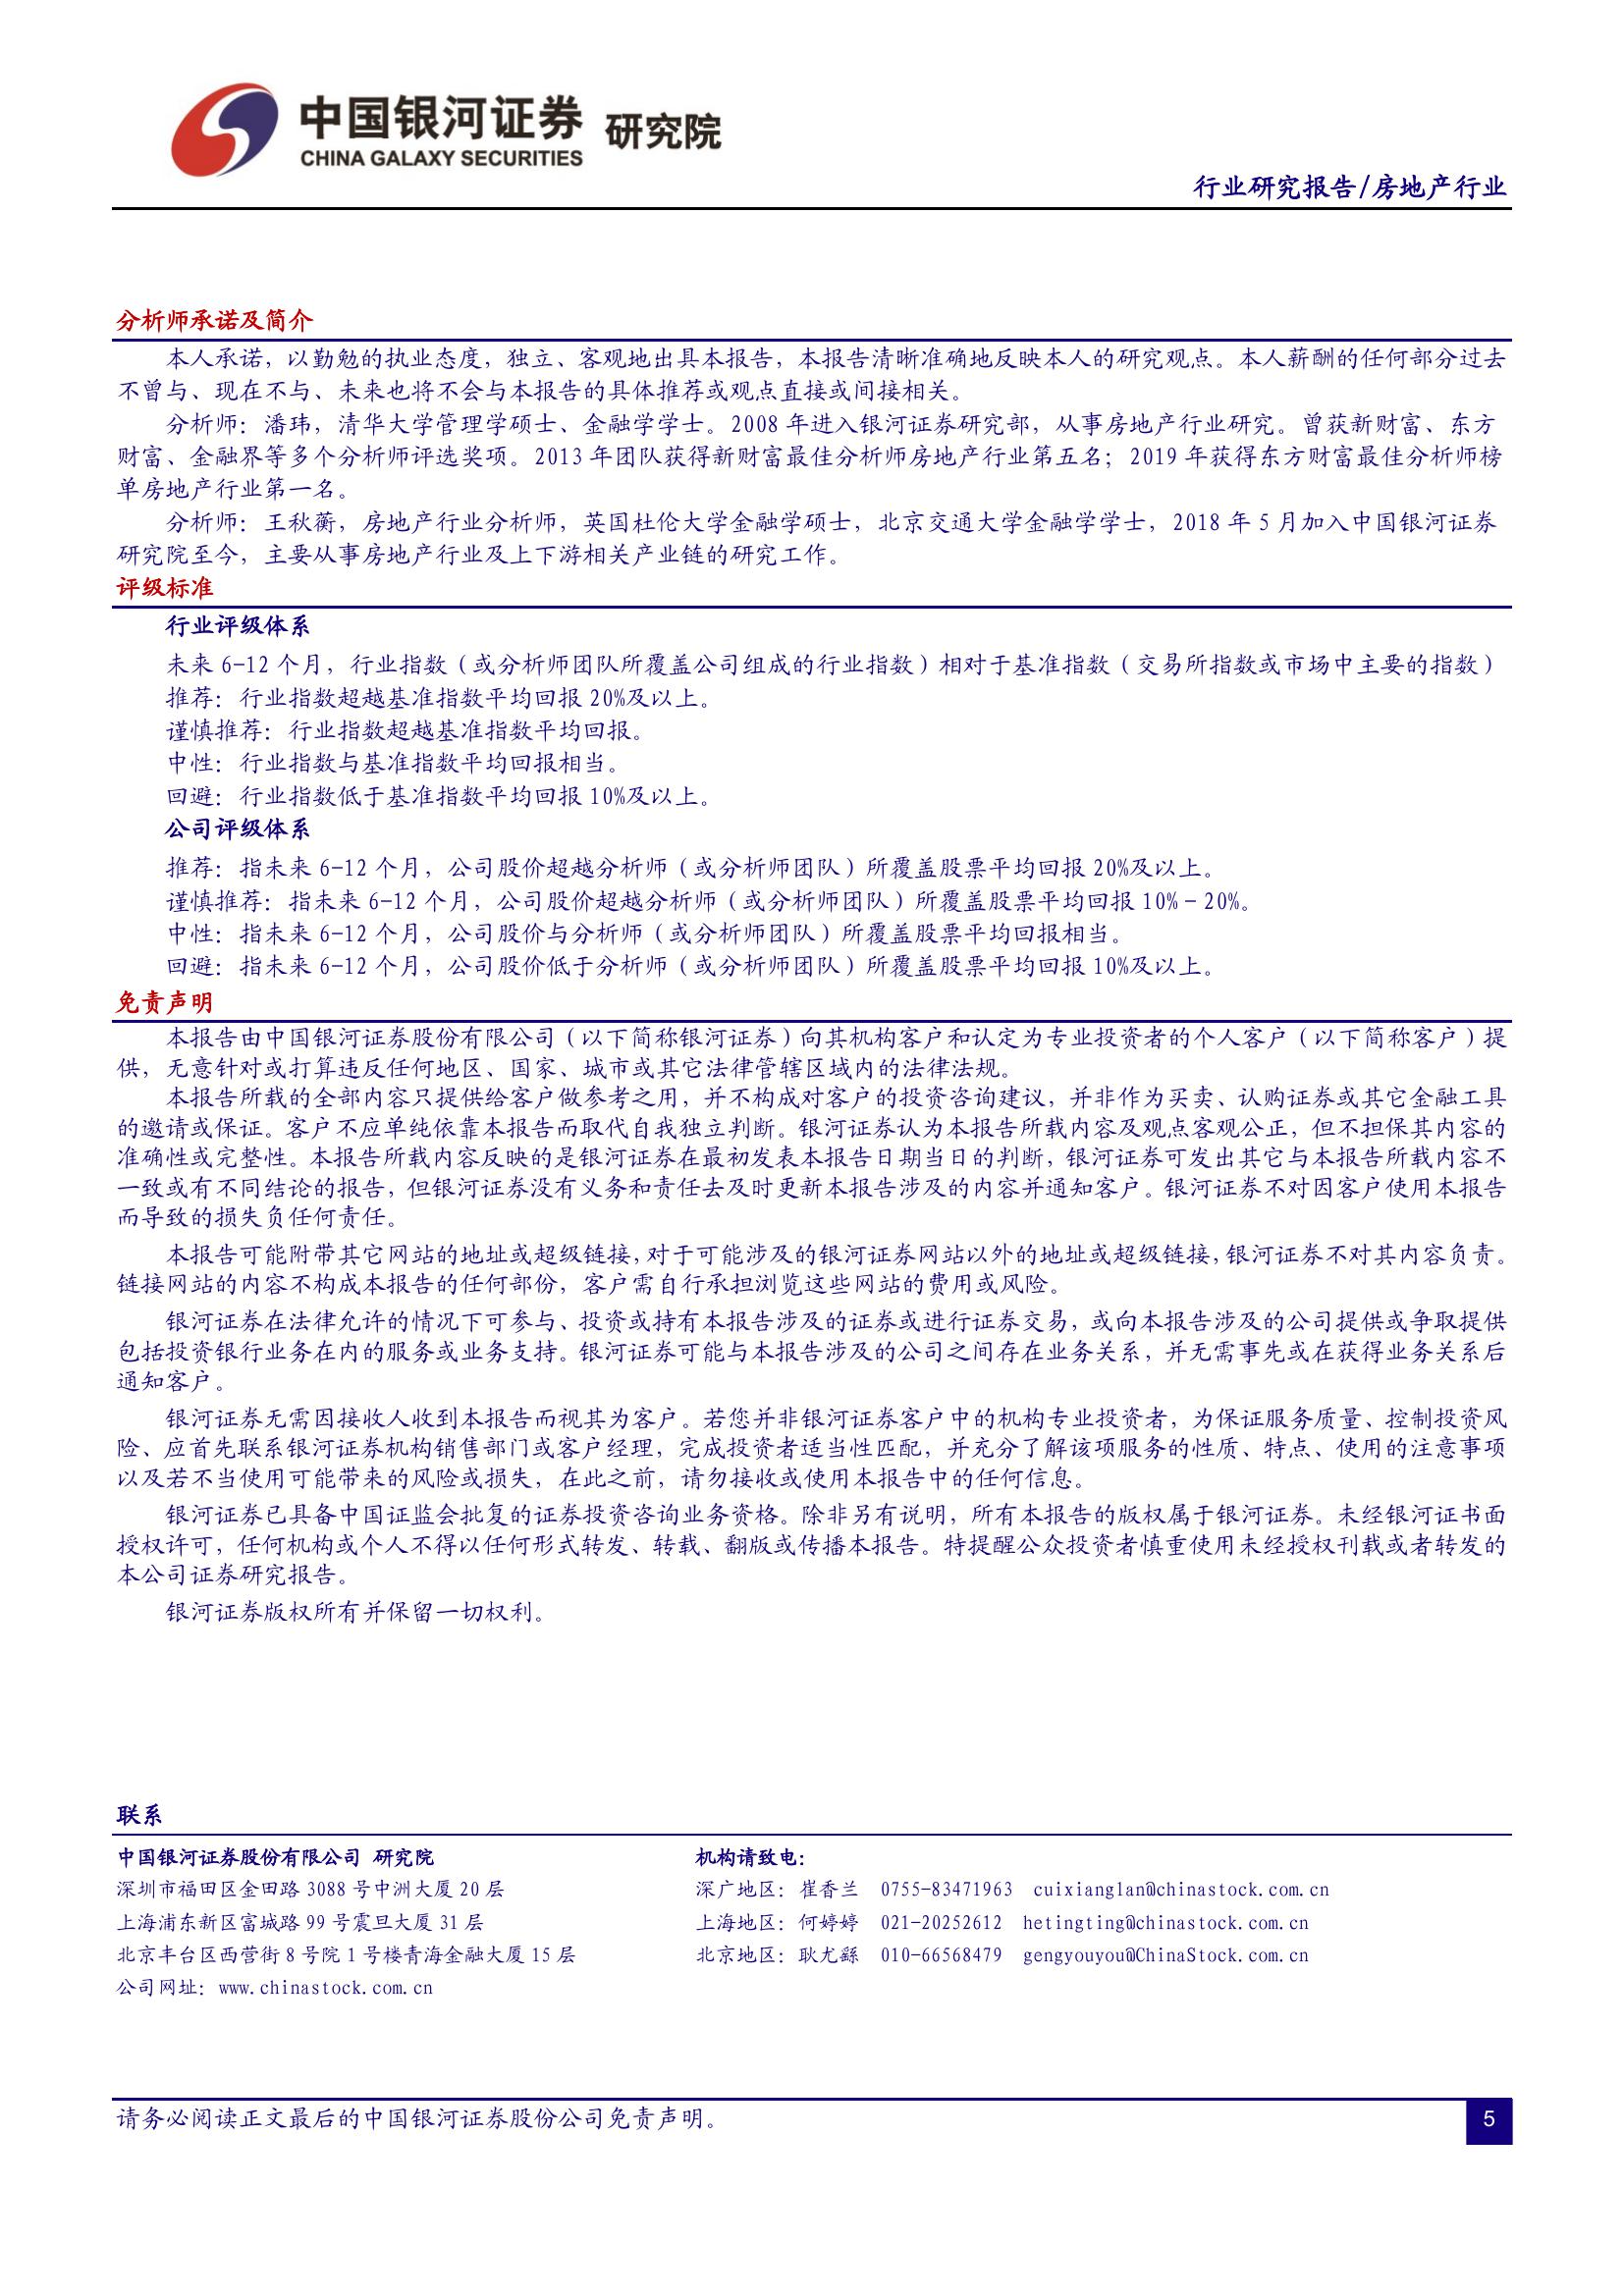 中国银河证券 研究院
CHINA GALAXY SECURITIES
行业研究报告/房地产行业
分析师承诺及简介
本人承诺，以勤勉的执业态度，独立、客观地出具本报告，本报告清晰准确地反映本人的研究观点。本人薪酬的任何部分过去
不曾与、现在不与、未来也将不会与本报告的具体推荐或观点直接或间接相关。
分析师：潘玮，清华大学管理学硕士、金融学学士。2008 年进入银河证券研究部，从事房地产行业研究。曾获新财富、东方
财富、金融界等多个分析师评选奖项。2013 年团队获得新财富最佳分析师房地产行业第五名；2019 年获得东方财富最佳分析师榜
单房地产行业第一名。
分析师：王秋蘅，房地产行业分析师，英国杜伦大学金融学硕士，北京交通大学金融学学士，2018 年 5 月加入中国银河证券
研究院至今，主要从事房地产行业及上下游相关产业链的研究工作。
评级标准
行业评级体系
未来 6-12 个月，行业指数（或分析师团队所覆盖公司组成的行业指数）相对于基准指数（交易所指数或市场中主要的指数）
推荐：行业指数超越基准指数平均回报 20%及以上。
谨慎推荐：行业指数超越基准指数平均回报。
中性：行业指数与基准指数平均回报相当。
回避：行业指数低于基准指数平均回报 10%及以上。
公司评级体系
推荐：指未来 6-12 个月，公司股价超越分析师（或分析师团队）所覆盖股票平均回报 20%及以上。
谨慎推荐：指未来 6-12 个月，公司股价超越分析师（或分析师团队）所覆盖股票平均回报 10%－20%。
中性：指未来 6-12 个月，公司股价与分析师（或分析师团队）所覆盖股票平均回报相当。
回避：指未来 6-12 个月，公司股价低于分析师（或分析师团队）所覆盖股票平均回报 10%及以上。
免责声明
本报告由中国银河证券股份有限公司（以下简称银河证券）向其机构客户和认定为专业投资者的个人客户（以下简称客户）提
供，无意针对或打算违反任何地区、国家、城市或其它法律管辖区域内的法律法规。
本报告所载的全部内容只提供给客户做参考之用，并不构成对客户的投资咨询建议，并非作为买卖、认购证券或其它金融工具
的邀请或保证。客户不应单纯依靠本报告而取代自我独立判断。银河证券认为本报告所载内容及观点客观公正，但不担保其内容的
准确性或完整性。本报告所载内容反映的是银河证券在最初发表本报告日期当日的判断，银河证券可发出其它与本报告所载内容不
一致或有不同结论的报告，但银河证券没有义务和责任去及时更新本报告涉及的内容并通知客户。银河证券不对因客户使用本报告
而导致的损失负任何责任。
本报告可能附带其它网站的地址或超级链接，对于可能涉及的银河证券网站以外的地址或超级链接，银河证券不对其内容负责。
链接网站的内容不构成本报告的任何部份，客户需自行承担浏览这些网站的费用或风险。
银河证券在法律允许的情况下可参与、投资或持有本报告涉及的证券或进行证券交易，或向本报告涉及的公司提供或争取提供
包括投资银行业务在内的服务或业务支持。银河证券可能与本报告涉及的公司之间存在业务关系，并无需事先或在获得业务关系后
通知客户。
银河证券无需因接收人收到本报告而视其为客户。若您并非银河证券客户中的机构专业投资者，为保证服务质量、控制投资风
险、应首先联系银河证券机构销售部门或客户经理，完成投资者适当性匹配，并充分了解该项服务的性质、特点、使用的注意事项
以及若不当使用可能带来的风险或损失，在此之前，请勿接收或使用本报告中的任何信息。
银河证券已具备中国证监会批复的证券投资咨询业务资格。除非另有说明，所有本报告的版权属于银河证券。未经银河证书面
授权许可，任何机构或个人不得以任何形式转发、转载、翻版或传播本报告。特提醒公众投资者慎重使用未经授权刊载或者转发的
本公司证券研究报告。
银河证券版权所有并保留一切权利。
联系
中国银河证券股份有限公司 研究院
深圳市福田区金田路 3088 号中洲大厦 20 层
上海浦东新区富城路 99 号震旦大厦 31 层
北京丰台区西营街 8 号院 1 号楼青海金融大厦 15 层
公司网址：www.chinastock.com.cn
机构请致电：
深广地区：崔香兰 0755-83471963 cuixianglan@chinastock.com.cn
上海地区：何婷婷 021-20252612 hetingting@chinastock.com.cn
北京地区：耿尤繇 010-66568479 gengyouyou@ChinaStock.com.cn
请务必阅读正文最后的中国银河证券股份公司免责声明。
5